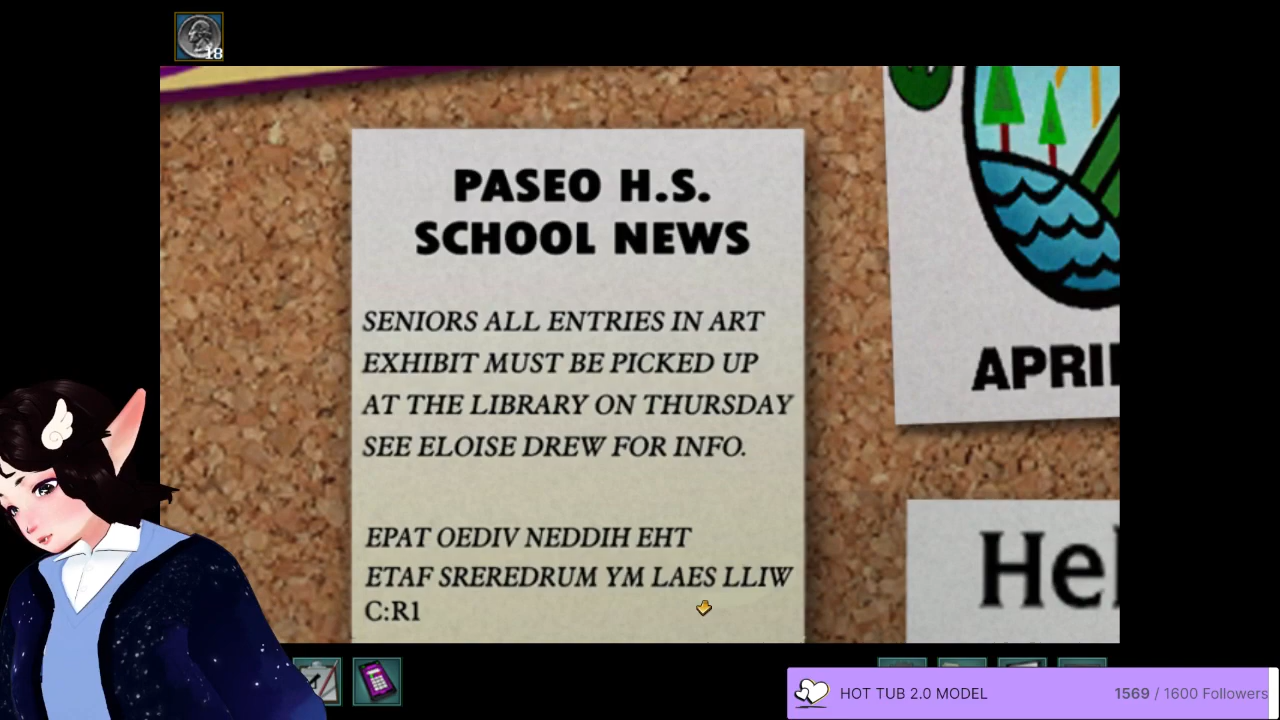 18
PASEO H.S.
SCHOOL NEWS
SENIORS ALL ENTRIES IN ART
EXHIBIT MUST BE PICKED UP
AT THE LIBRARY ON THURSDAY
SEE ELOISE DREW FOR INFO.
EPAT OEDIV NEDDIH EHT
ETAF SREREDRUM YM LAES LLIW
C:R1
APRI
Hel
HOT TUB 2.0 MODEL
1569 / 1600 Followers